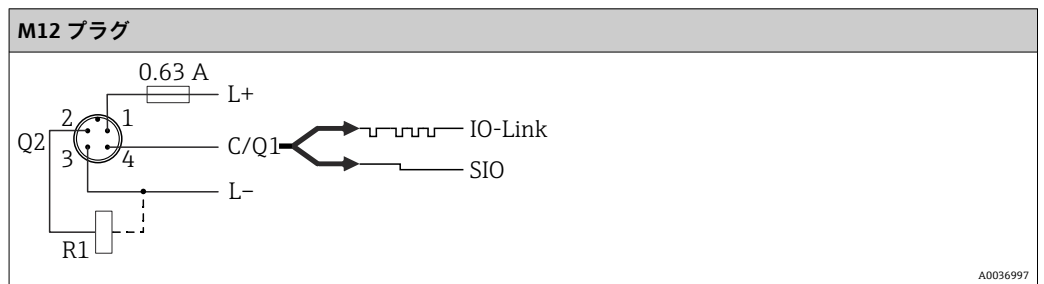 M12 プラグ
0.63 A
L+
2
1
Q2
3
4
C/Q1
IO-Link
SIO
L−
R1
A0036997